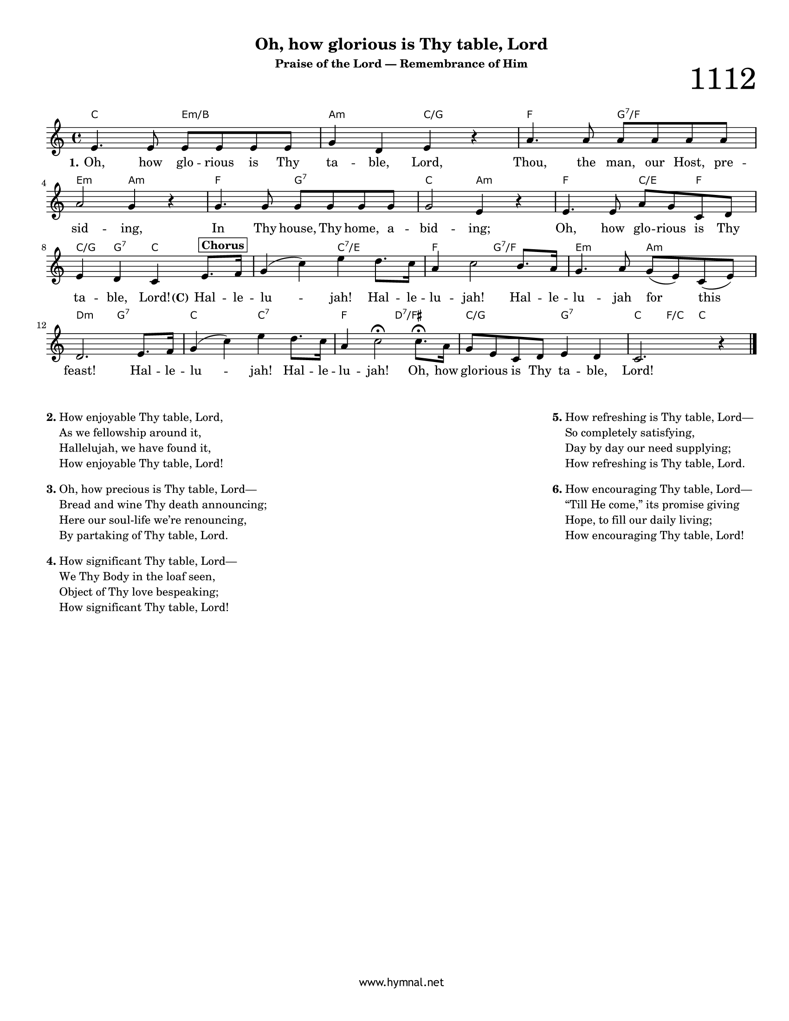 Oh, how glorious is Thy table, Lord
Praise of the Lord — Remembrance of Him
1112
C Em/B Am C/G F G7/F
1. Oh, how glo - rious is Thy ta - ble, Lord, Thou, the man, our Host, pre -
4
Em Am F G7 C Am F C/E F
sid - ing, In Thy house, Thy home, a - bid - ing; Oh, how glo-rious is Thy
8
C/G G7 C Chorus C7/E F G7/F Em Am
ta - ble, Lord!(C) Hal - le - lu - jah! Hal - le - lu - jah! Hal - le - lu - jah for this
12
Dm G7 C C7 F D7/F# C/G G7 C F/C C
feast! Hal - le - lu - jah! Hal - le - lu - jah! Oh, how glorious is Thy ta - ble, Lord!
2. How enjoyable Thy table, Lord,
As we fellowship around it,
Hallelujah, we have found it,
How enjoyable Thy table, Lord!
3. Oh, how precious is Thy table, Lord—
Bread and wine Thy death announcing;
Here our soul-life we're renouncing,
By partaking of Thy table, Lord.
4. How significant Thy table, Lord—
We Thy Body in the loaf seen,
Object of Thy love bespeaking;
How significant Thy table, Lord!
5. How refreshing is Thy table, Lord—
So completely satisfying,
Day by day our need supplying;
How refreshing is Thy table, Lord.
6. How encouraging Thy table, Lord—
“Till He come,” its promise giving
Hope, to fill our daily living;
How encouraging Thy table, Lord!
www.hymnal.net